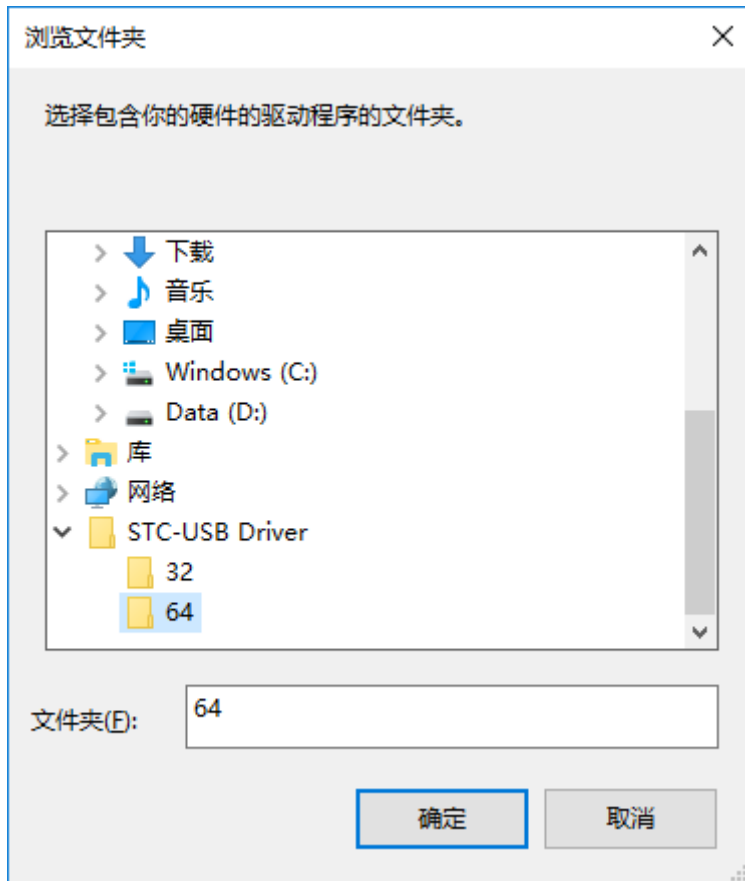 浏览文件夹
选择包含你的硬件的驱动程序的文件夹。
下载
音乐
桌面
Windows (C:)
Data (D:)
库
网络
STC-USB Driver
32
64
文件夹(F): 64
确定 取消